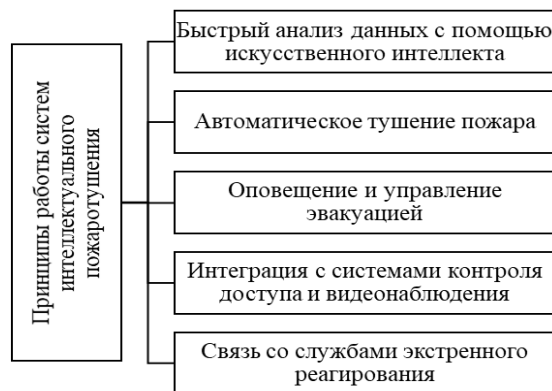 Принципы работы систем
интеллектуального
пожаротушения
Быстрый анализ данных с помощью
искусственного интеллекта
Автоматическое тушение пожара
Оповещение и управление
эвакуацией
Интеграция с системами контроля
доступа и видеонаблюдения
Связь со службами экстренного
реагирования